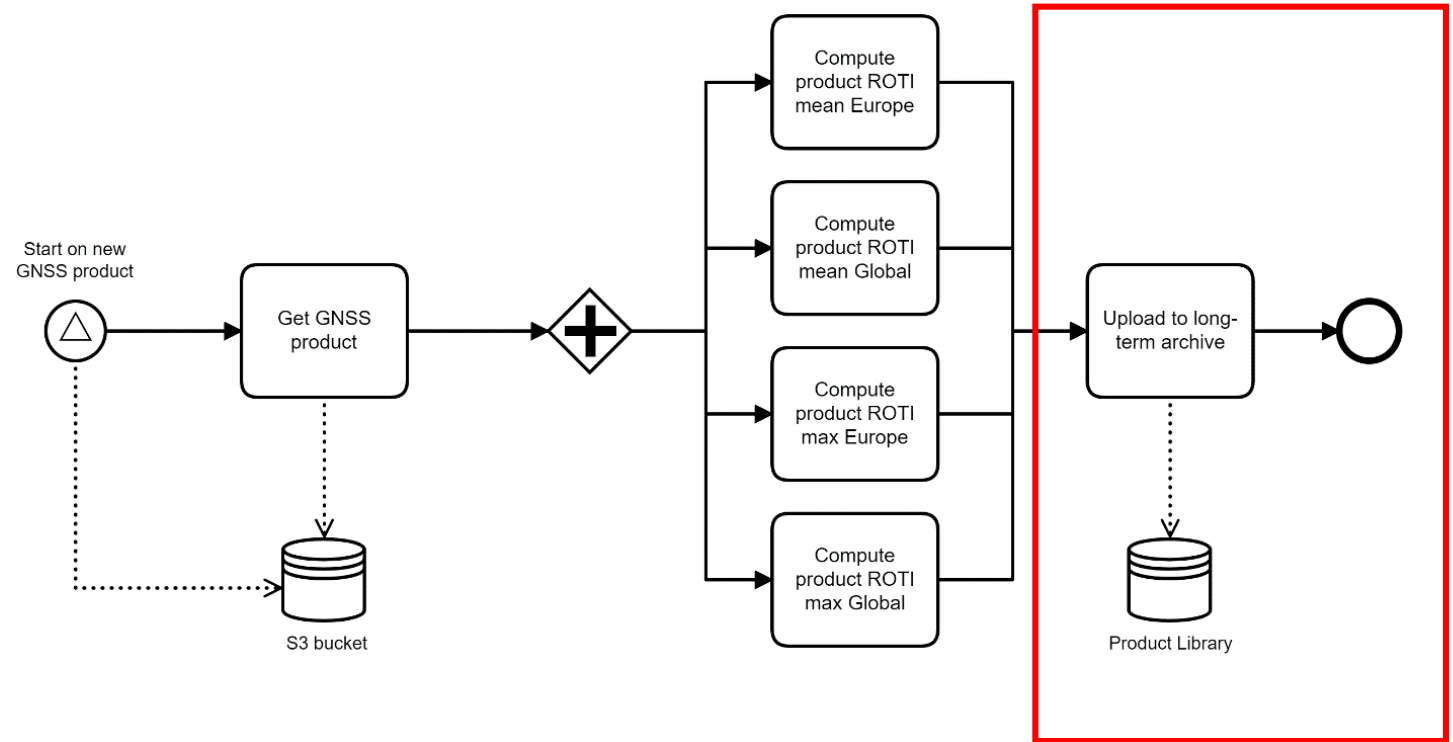 Start on new
GNSS product
Get GNSS
product
S3 bucket
Compute
product ROTI
mean Europe
Compute
product ROTI
mean Global
Compute
product ROTI
max Europe
Compute
product ROTI
max Global
Upload to long-
term archive
Product Library